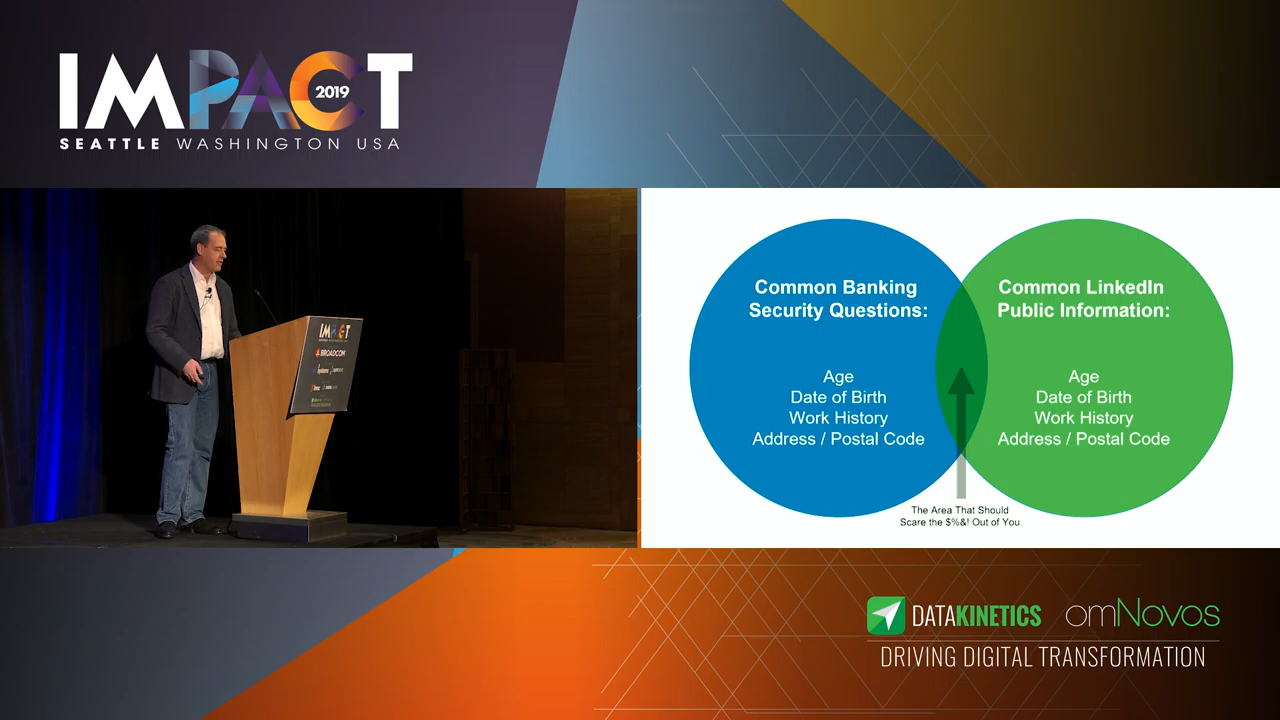 IMPACT
2019
SEATTLE WASHINGTON USA
IMPACT
BROADCOM
Common Banking
Security Questions:
Age
Date of Birth
Work History
Address / Postal Code
Common LinkedIn
Public Information:
Age
Date of Birth
Work History
Address / Postal Code
The Area That Should
Scare the $%&! Out of You.
DATAKINETICS omNovos
DRIVING DIGITAL TRANSFORMATION